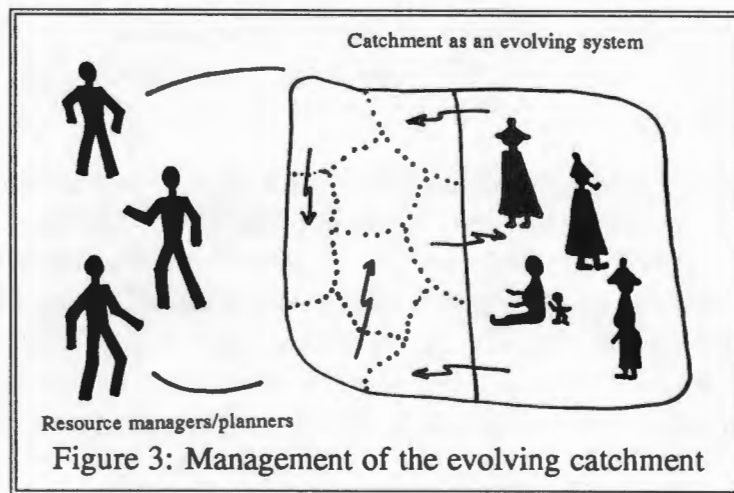 Catchment as an evolving system
Resource managers/planners
Figure 3: Management of the evolving catchment